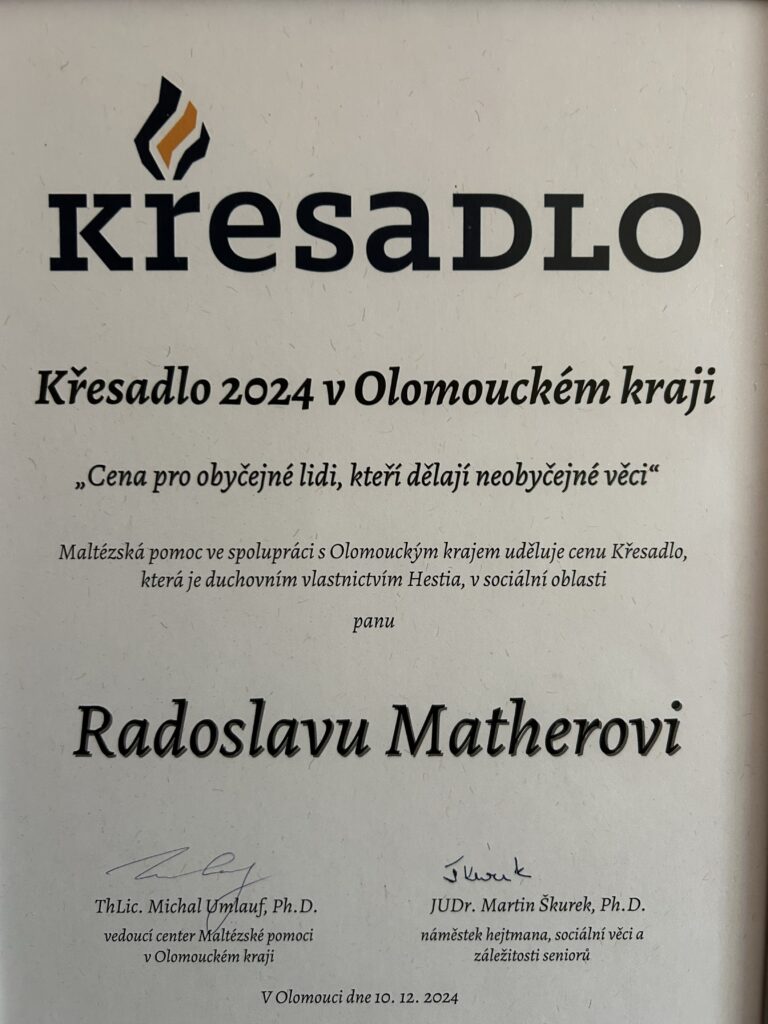 Křesadlo
Křesadlo 2024 v Olomouckém kraji
„Cena pro obyčejné lidi, kteří dělají neobyčejné věci“
Maltézská pomoc ve spolupráci s Olomouckým krajem uděluje cenu Křesadlo,
která je duchovním vlastnictvím Hestia, v sociální oblasti
panu
Radoslavu Matherovi
ThLic. Michal Umlauf, Ph.D.
vedoucí center Maltézské pomoci
v Olomouckém kraji
JUDr. Martin Škurek, Ph.D.
náměstek hejtmana, sociální věci a
záležitosti seniorů
V Olomouci dne 10. 12. 2024